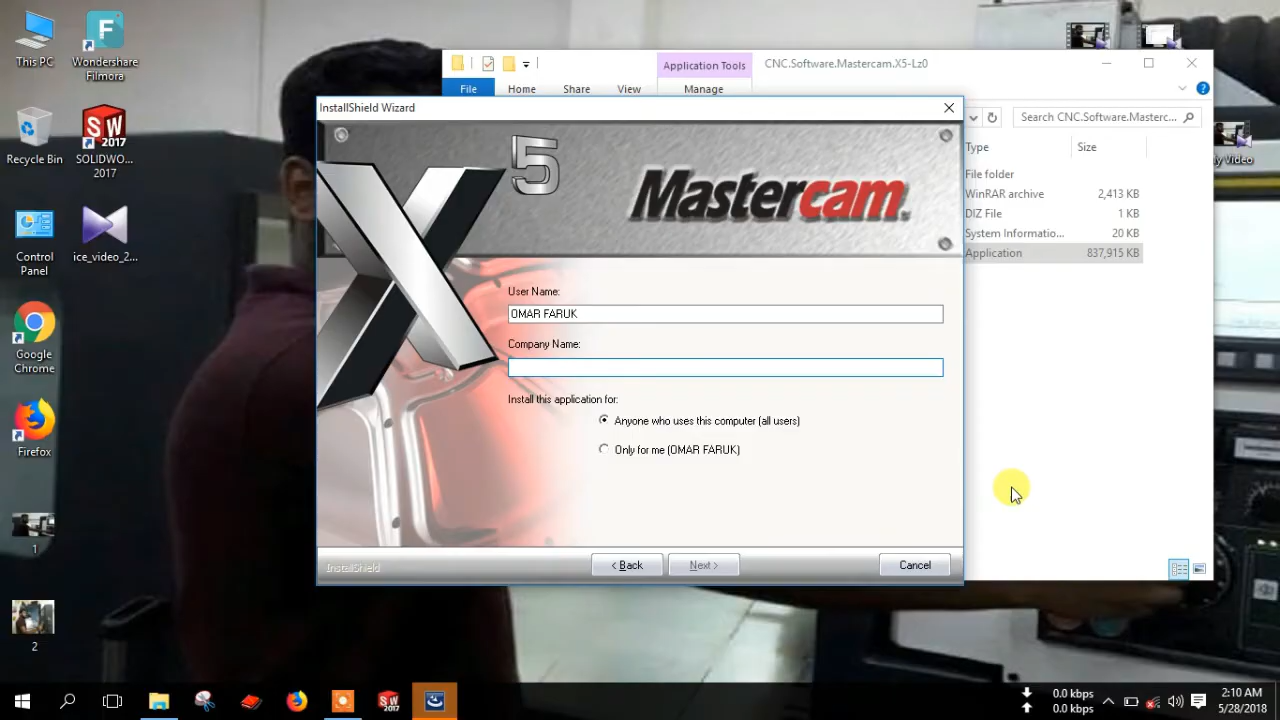 This PC
Wondershare
Filmora
Recycle Bin
SOLIDWO...
2017
Control
Panel
ice_video_2...
Google
Chrome
Firefox
1
2
Application Tools
CNC.Software.Mastercam.X5-Lz0
File
Home
Share
View
Manage
Search CNC.Software.Masterc...
Type
Size
File folder
WinRAR archive
2,413 KB
DIZ File
1 KB
System Informatio...
20 KB
Application
837,915 KB
y Video
InstallShield Wizard
X5
Mastercam
User Name:
OMAR FARUK
Company Name:
Install this application for:
Anyone who uses this computer (all users)
Only for me (OMAR FARUK)
InstallShield
< Back
Next >
Cancel
0.0 kbps
0.0 kbps
2:10 AM
5/28/2018